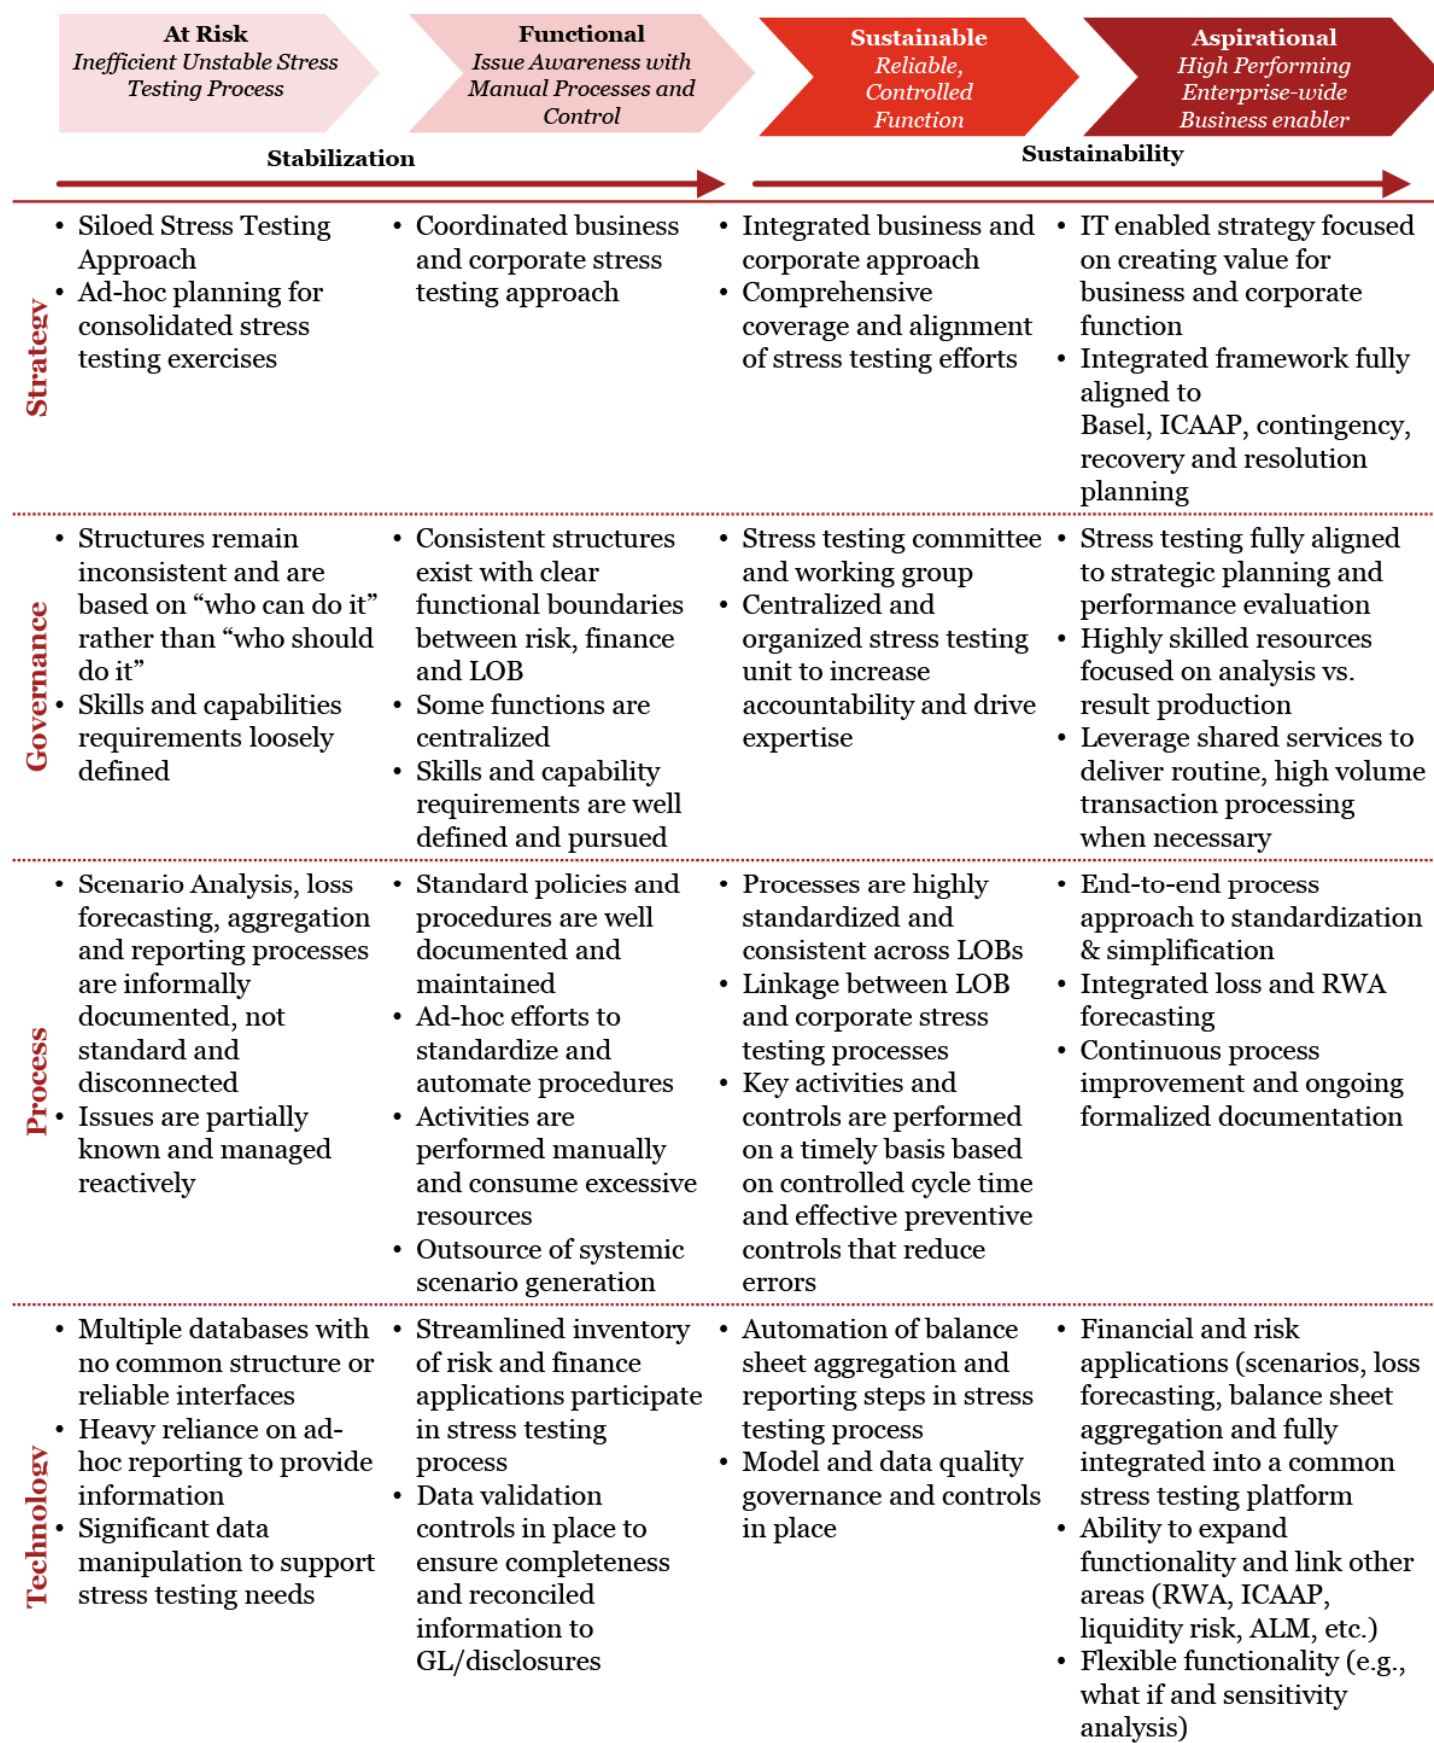 At Risk
Inefficient Unstable Stress
Testing Process
Functional
Issue Awareness with
Manual Processes and
Control
Sustainable
Reliable,
Controlled
Function
Aspirational
High Performing
Enterprise-wide
Business enabler
Stabilization
Sustainability
Strategy
• Siloed Stress Testing
Approach
• Ad-hoc planning for
consolidated stress
testing exercises
• Coordinated business
and corporate stress
testing approach
• Integrated business and
corporate approach
• Comprehensive
coverage and alignment
of stress testing efforts
• IT enabled strategy focused
on creating value for
business and corporate
function
• Integrated framework fully
aligned to
Basel, ICAAP, contingency,
recovery and resolution
planning
Governance
• Structures remain
inconsistent and are
based on “who can do it”
rather than “who should
do it”
• Skills and capabilities
requirements loosely
defined
• Consistent structures
exist with clear
functional boundaries
between risk, finance
and LOB
• Some functions are
centralized
• Skills and capability
requirements are well
defined and pursued
• Stress testing committee
and working group
• Centralized and
organized stress testing
unit to increase
accountability and drive
expertise
• Stress testing fully aligned
to strategic planning and
performance evaluation
• Highly skilled resources
focused on analysis vs.
result production
• Leverage shared services to
deliver routine, high volume
transaction processing
when necessary
Process
• Scenario Analysis, loss
forecasting, aggregation
and reporting processes
are informally
documented, not
standard and
disconnected
• Issues are partially
known and managed
reactively
• Standard policies and
procedures are well
documented and
maintained
• Ad-hoc efforts to
standardize and
automate procedures
• Activities are
performed manually
and consume excessive
resources
• Outsource of systemic
scenario generation
• Processes are highly
standardized and
consistent across LOBs
• Linkage between LOB
and corporate stress
testing processes
• Key activities and
controls are performed
on a timely basis based
on controlled cycle time
and effective preventive
controls that reduce
errors
• End-to-end process
approach to standardization
& simplification
• Integrated loss and RWA
forecasting
• Continuous process
improvement and ongoing
formalized documentation
Technology
• Multiple databases with
no common structure or
reliable interfaces
• Heavy reliance on ad-
hoc reporting to provide
information
• Significant data
manipulation to support
stress testing needs
• Streamlined inventory
of risk and finance
applications participate
in stress testing
process
• Data validation
controls in place to
ensure completeness
and reconciled
information to
GL/disclosures
• Automation of balance
sheet aggregation and
reporting steps in stress
testing process
• Model and data quality
governance and controls
in place
• Financial and risk
applications (scenarios, loss
forecasting, balance sheet
aggregation and fully
integrated into a common
stress testing platform
• Ability to expand
functionality and link other
areas (RWA, ICAAP,
liquidity risk, ALM, etc.)
• Flexible functionality (e.g.,
what if and sensitivity
analysis)